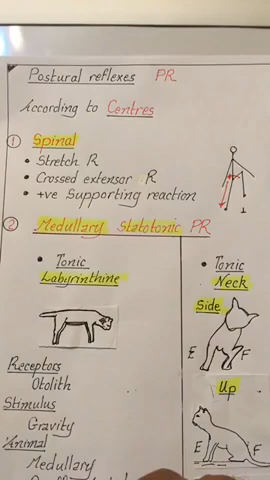 Postural reflexes PR
According to Centres
① Spinal
• Stretch R
• Crossed extensor R
• +ve Supporting reaction
② Medullary Statotonic PR
• Tonic
Labyrinthine
Receptors
Otolith
Stimulus
Gravity
Animal
Medullary
• Tonic
Neck
Side
E F
Up
E F